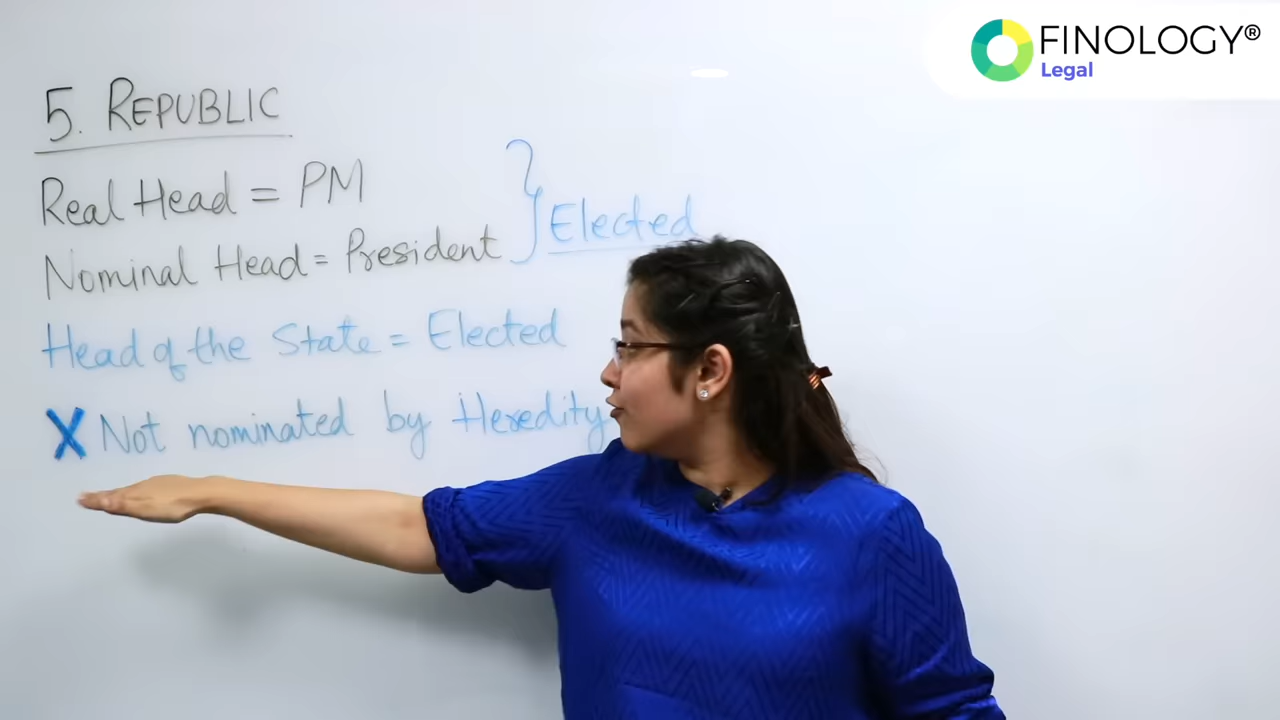 FINOLOGY®
Legal
5. REPUBLIC
Real Head = PM
Nominal Head = President
} Elected
Head of the State = Elected
X Not nominated by Heredity